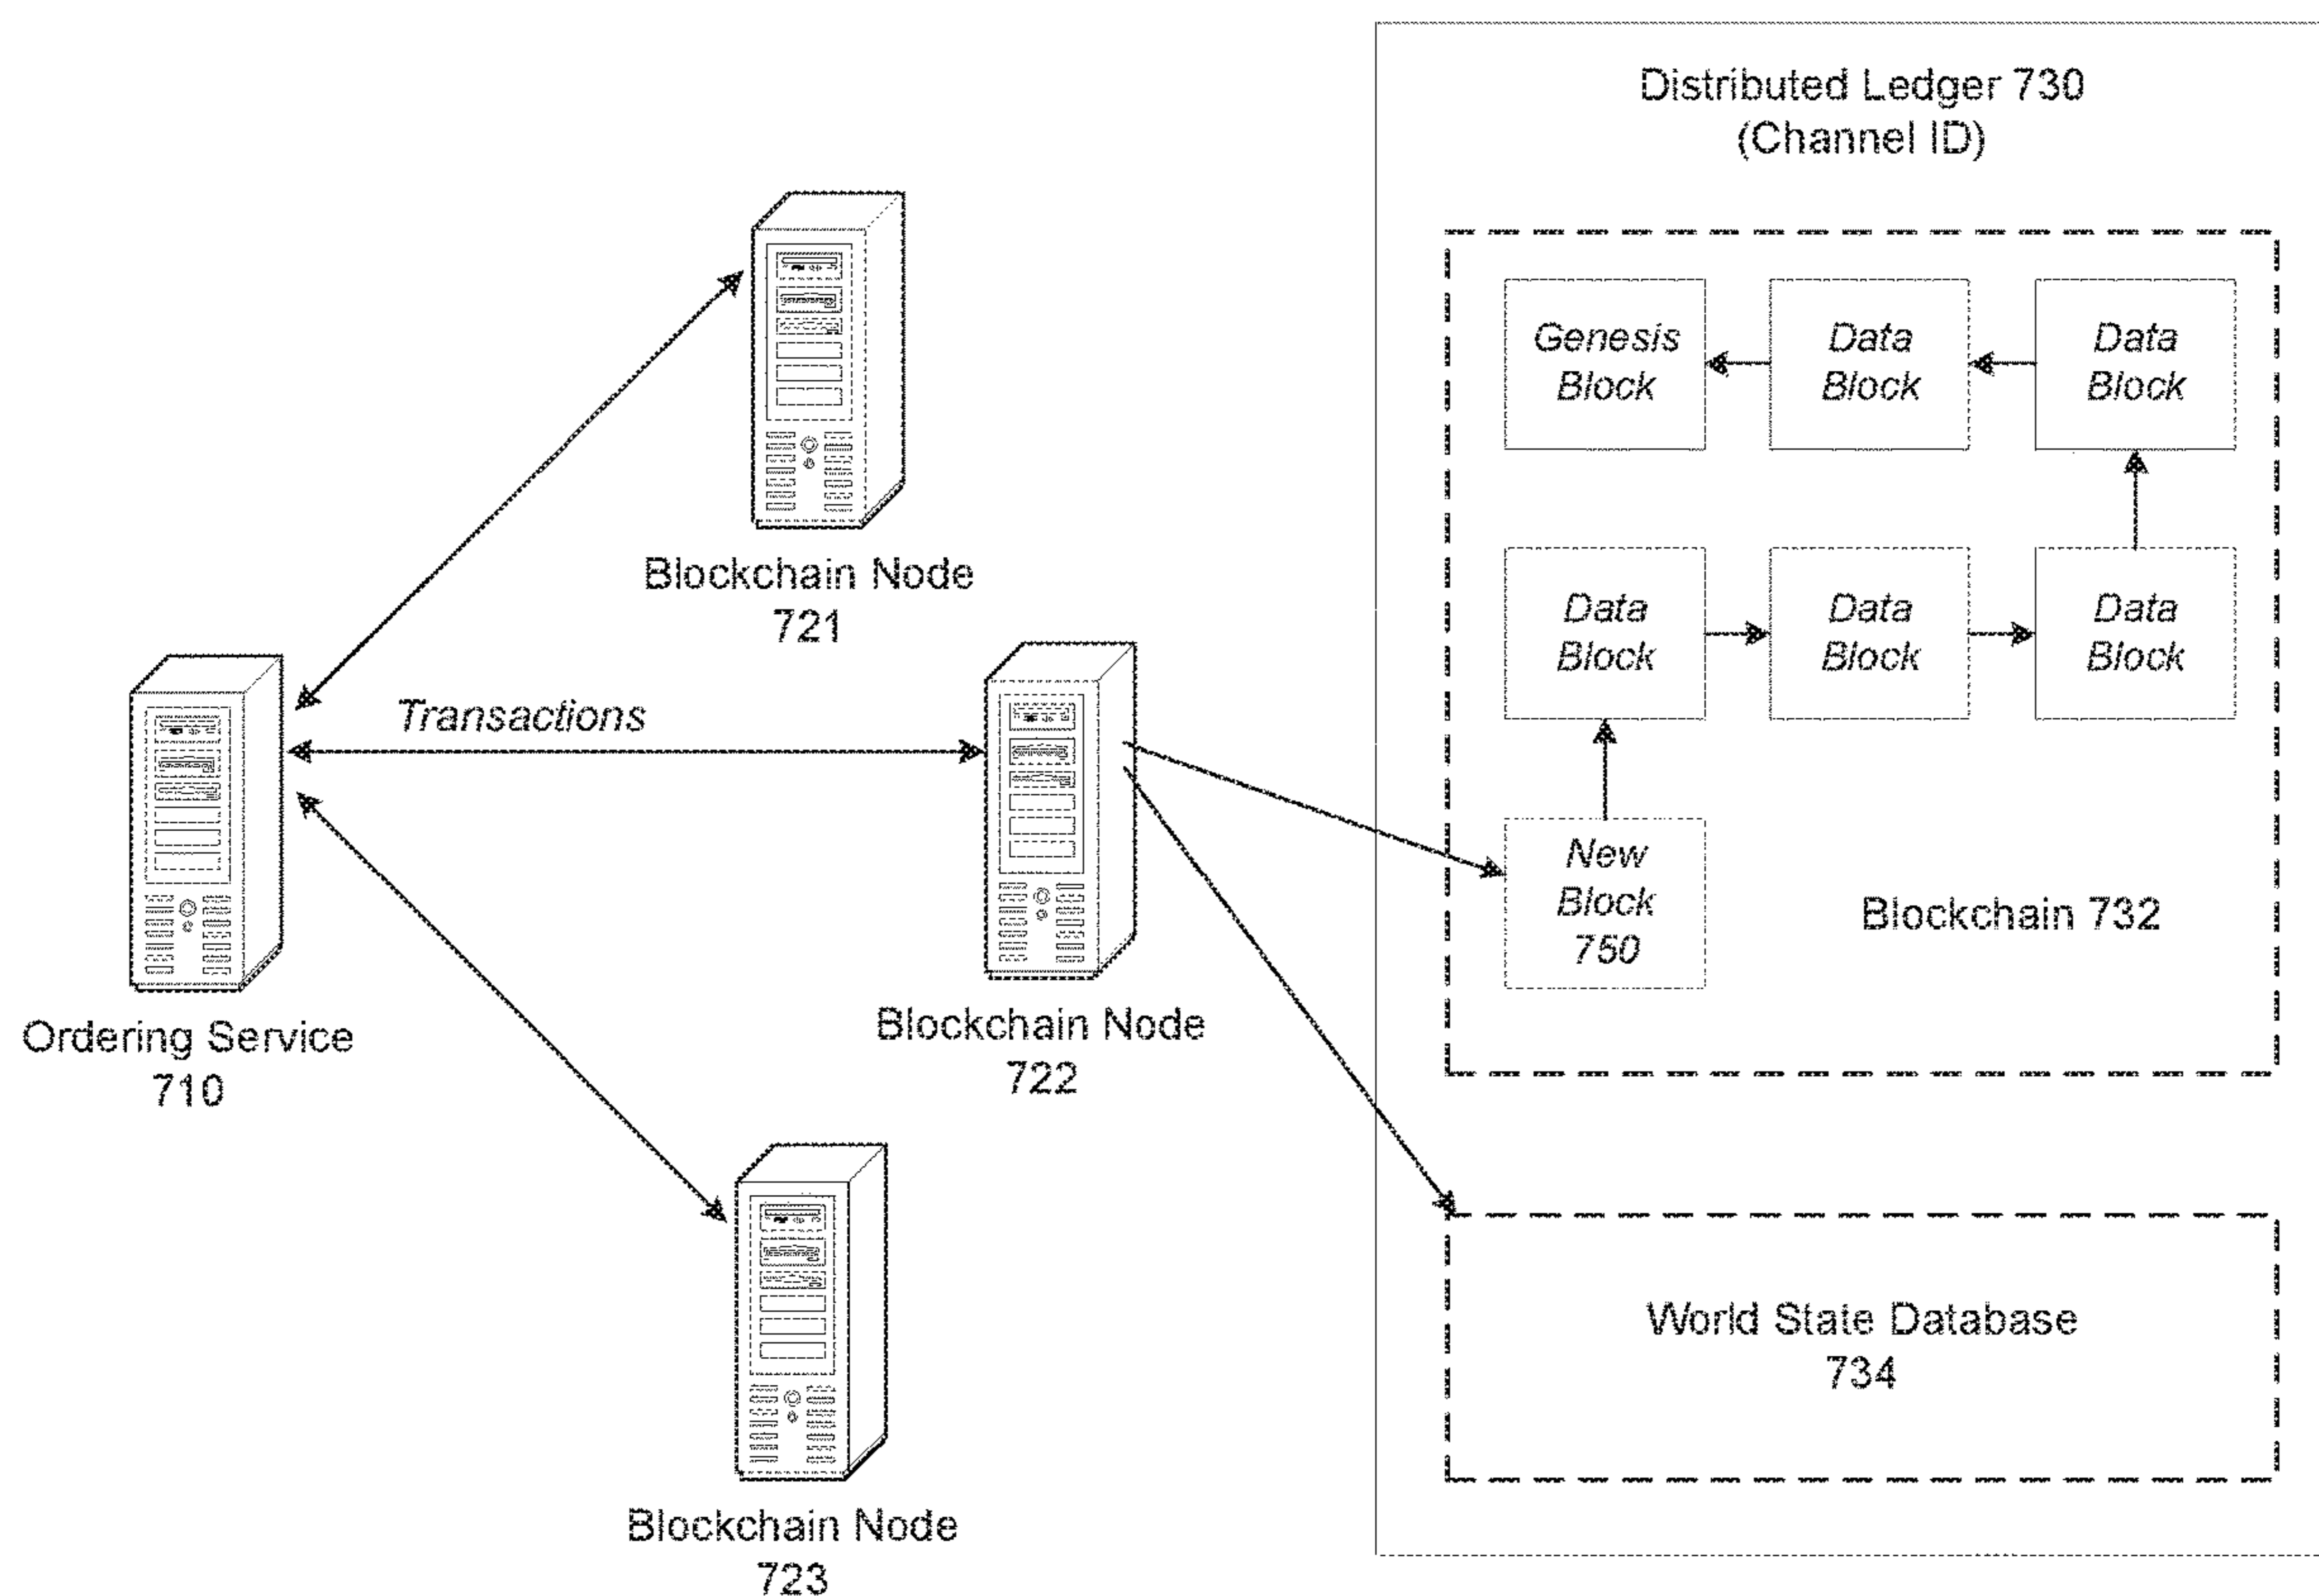 Distributed Ledger 730
(Channel ID)
Genesis
Block
Data
Block
Data
Block
Blockchain Node
721
Data
Block
Data
Block
Data
Block
Transactions
New
Block
750
Blockchain 732
Ordering Service
710
Blockchain Node
722
World State Database
734
Blockchain Node
723